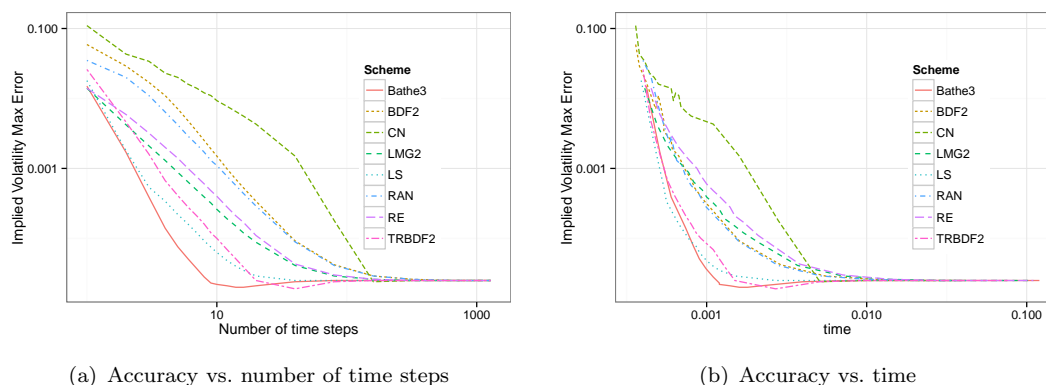 0.100
0.001
Implied Volatility Max Error
10
1000
Number of time steps
Scheme
Bathe3
BDF2
CN
LMG2
LS
RAN
RE
TRBDF2
(a) Accuracy vs. number of time steps
0.100
0.001
Implied Volatility Max Error
0.001
0.010
0.100
time
Scheme
Bathe3
BDF2
CN
LMG2
LS
RAN
RE
TRBDF2
(b) Accuracy vs. time